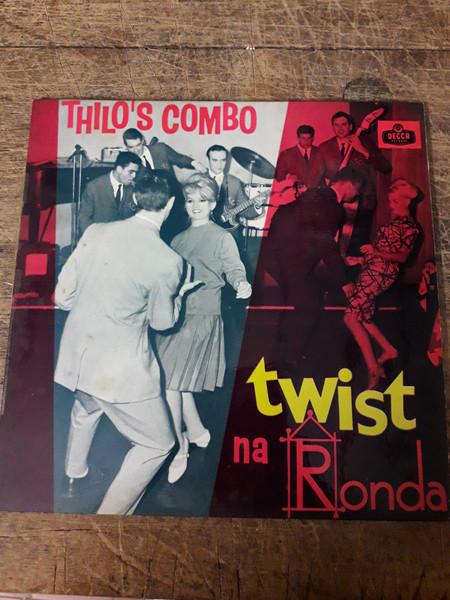 THILO'S COMBO
DECCA
twist
na Ronda